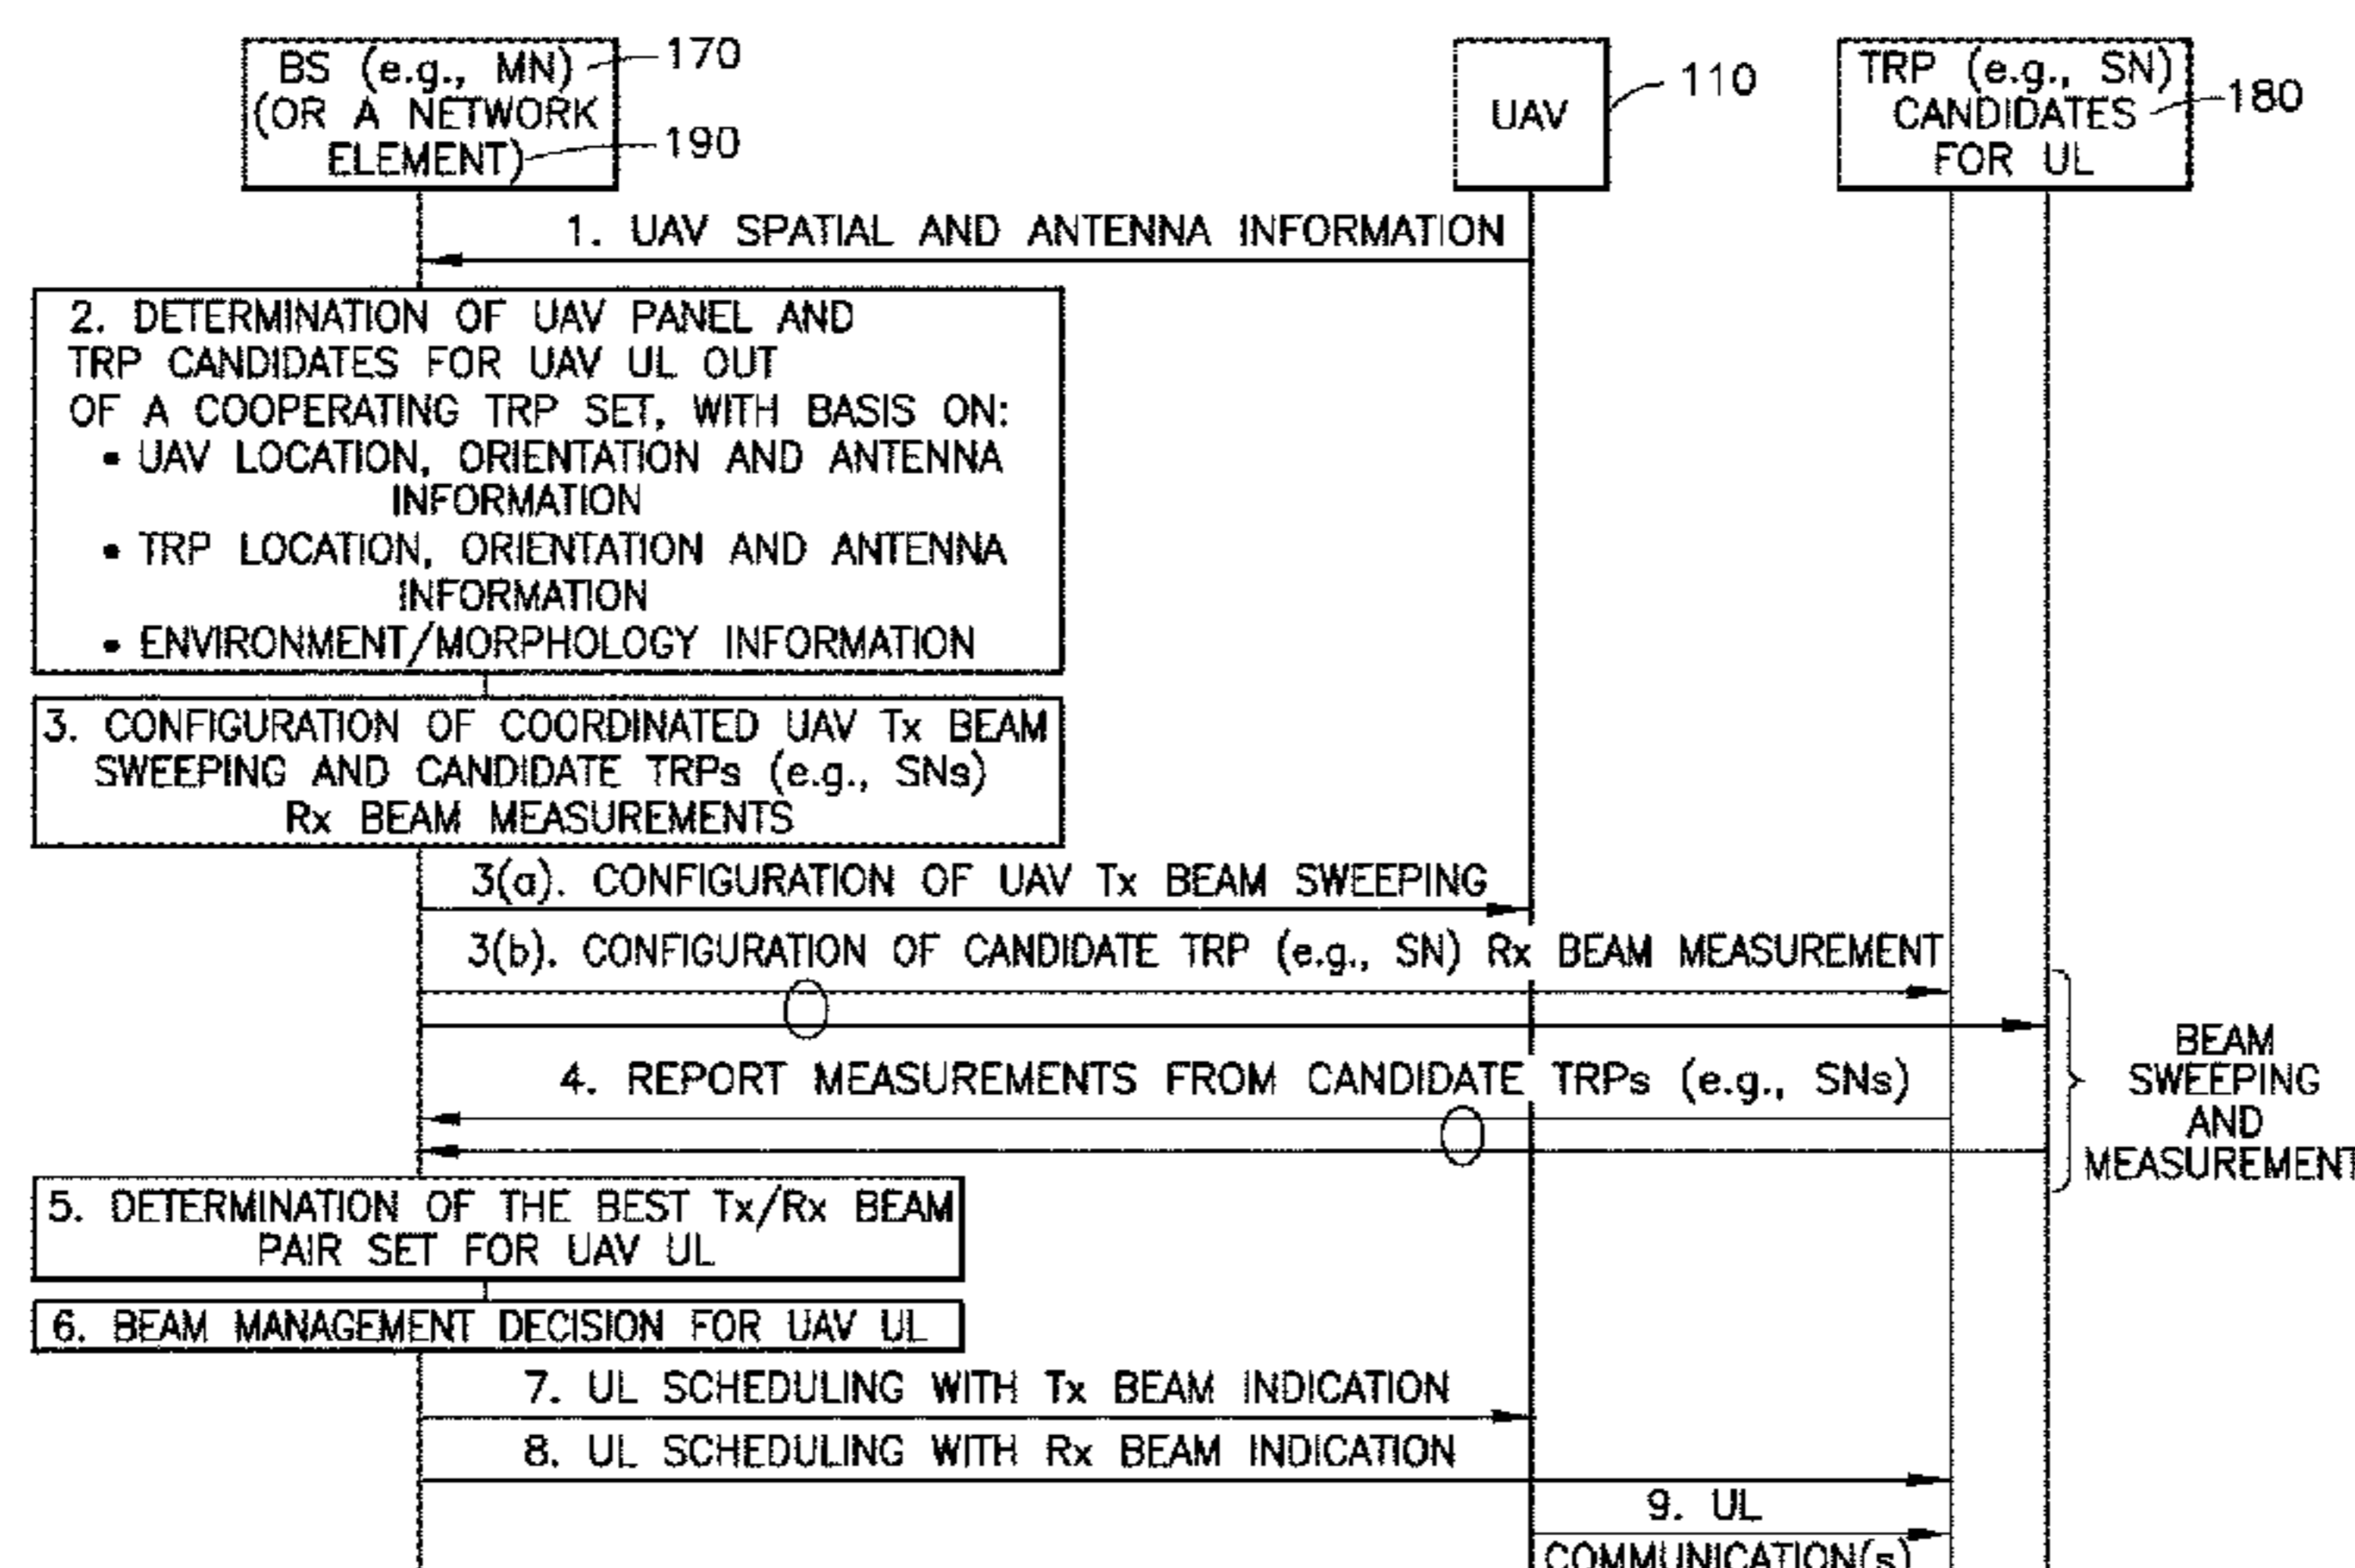 BS (e.g., MN)
(OR A NETWORK
ELEMENT)
170
190
UAV
110
TRP (e.g., SN)
CANDIDATES
FOR UL
180
1. UAV SPATIAL AND ANTENNA INFORMATION
2. DETERMINATION OF UAV PANEL AND
TRP CANDIDATES FOR UAV UL OUT
OF A COOPERATING TRP SET, WITH BASIS ON:
• UAV LOCATION, ORIENTATION AND ANTENNA
INFORMATION
• TRP LOCATION, ORIENTATION AND ANTENNA
INFORMATION
• ENVIRONMENT/MORPHOLOGY INFORMATION
3. CONFIGURATION OF COORDINATED UAV Tx BEAM
SWEEPING AND CANDIDATE TRPs (e.g., SNs)
Rx BEAM MEASUREMENTS
3(a). CONFIGURATION OF UAV Tx BEAM SWEEPING
3(b). CONFIGURATION OF CANDIDATE TRP (e.g., SN) Rx BEAM MEASUREMENT
4. REPORT MEASUREMENTS FROM CANDIDATE TRPs (e.g., SNs)
BEAM
SWEEPING
AND
MEASUREMENT
5. DETERMINATION OF THE BEST Tx/Rx BEAM
PAIR SET FOR UAV UL
6. BEAM MANAGEMENT DECISION FOR UAV UL
7. UL SCHEDULING WITH Tx BEAM INDICATION
8. UL SCHEDULING WITH Rx BEAM INDICATION
9. UL
COMMUNICATION(s)